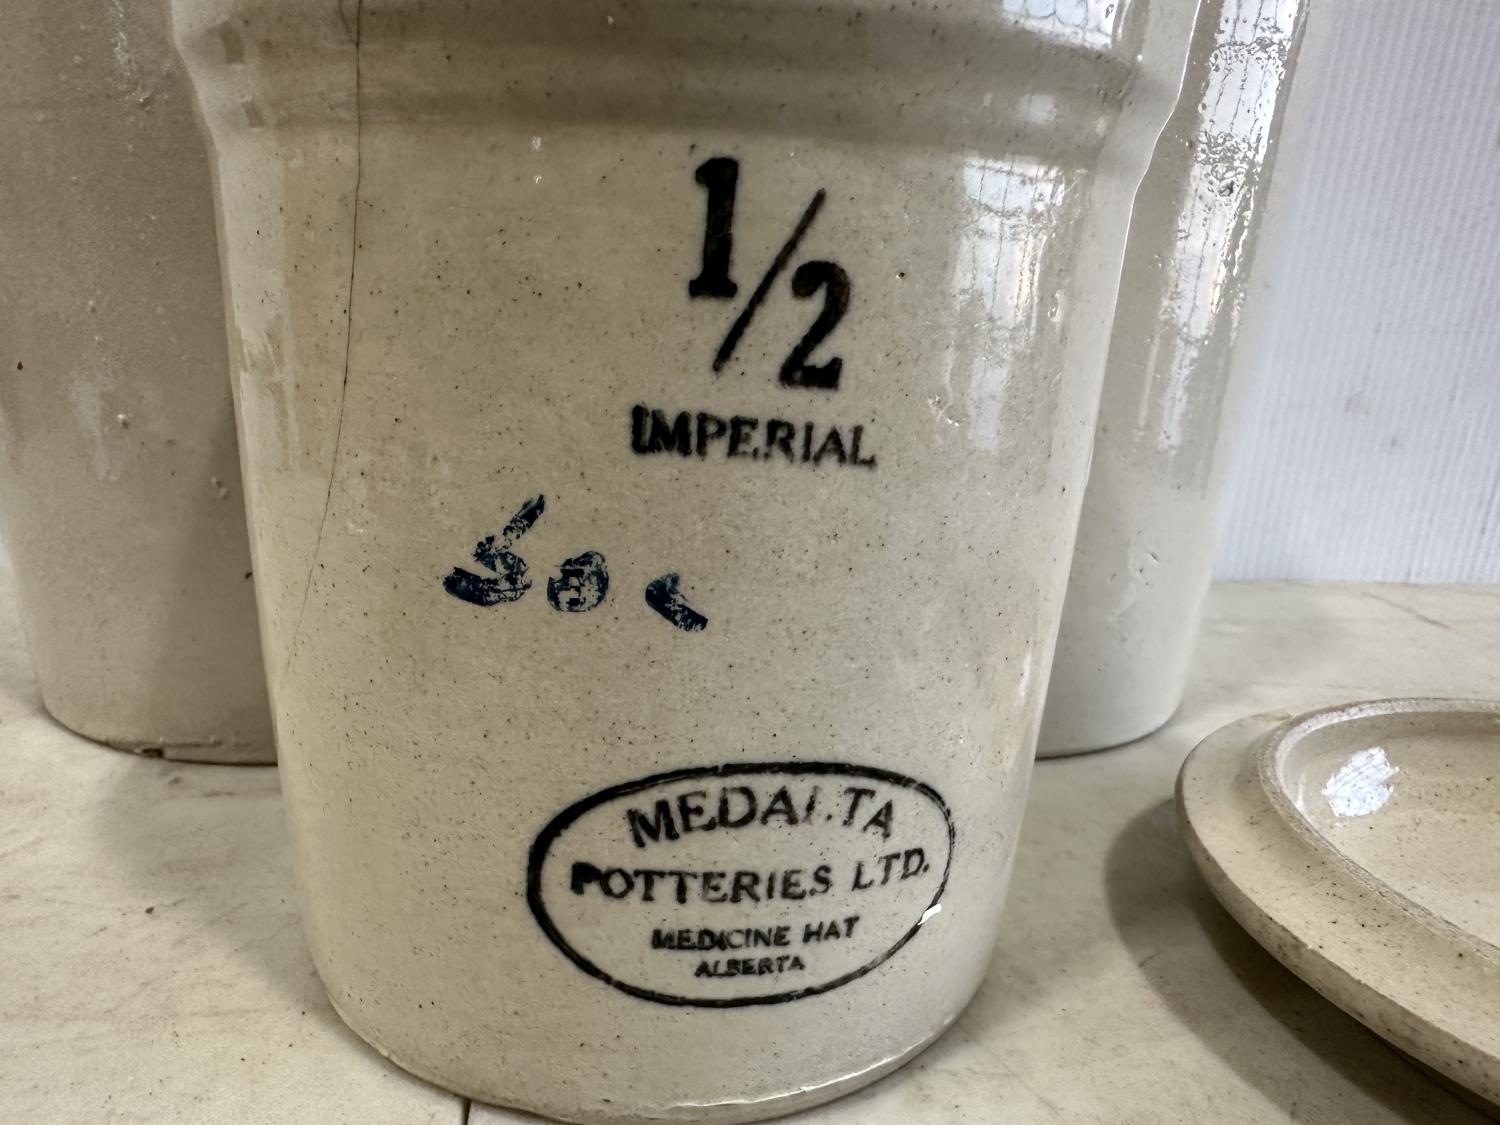 1/2
IMPERIAL
MEDALTA
POTTERIES LTD.
MEDICINE HAT
ALBERTA